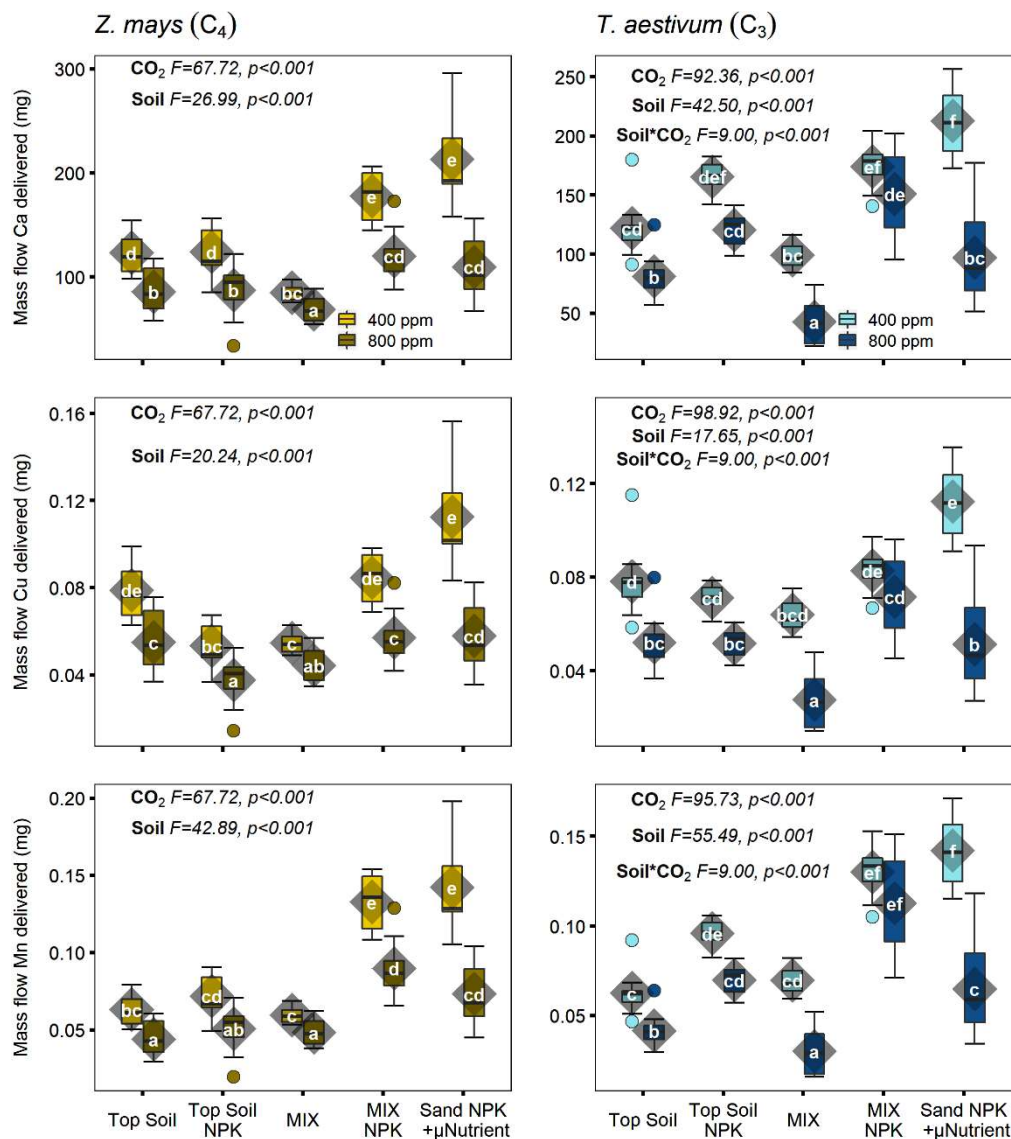 Z. mays (C4)
T. aestivum (C3)
Mass flow Ca delivered (mg)
300
200
100
CO2 F=67.72, p<0.001
Soil F=26.99, p<0.001
d
b
d
b
bc
a
e
cd
e
cd
400 ppm
800 ppm
250
200
150
100
50
CO2 F=92.36, p<0.001
Soil F=42.50, p<0.001
Soil*CO2 F=9.00, p<0.001
cd
b
def
cd
bc
a
ef
de
f
bc
400 ppm
800 ppm
Mass flow Cu delivered (mg)
0.16
0.12
0.08
0.04
CO2 F=67.72, p<0.001
Soil F=20.24, p<0.001
de
c
bc
a
c
ab
de
c
e
cd
0.12
0.08
0.04
CO2 F=98.92, p<0.001
Soil F=17.65, p<0.001
Soil*CO2 F=9.00, p<0.001
d
bc
cd
bc
bcd
a
de
cd
e
b
Mass flow Mn delivered (mg)
0.20
0.15
0.10
0.05
CO2 F=67.72, p<0.001
Soil F=42.89, p<0.001
bc
a
cd
ab
c
a
e
d
e
cd
0.15
0.10
0.05
CO2 F=95.73, p<0.001
Soil F=55.49, p<0.001
Soil*CO2 F=9.00, p<0.001
c
b
de
cd
cd
a
ef
ef
f
c
Top Soil
Top Soil
NPK
MIX
MIX
NPK
Sand NPK
+µNutrient
Top Soil
Top Soil
NPK
MIX
MIX
NPK
Sand NPK
+µNutrient